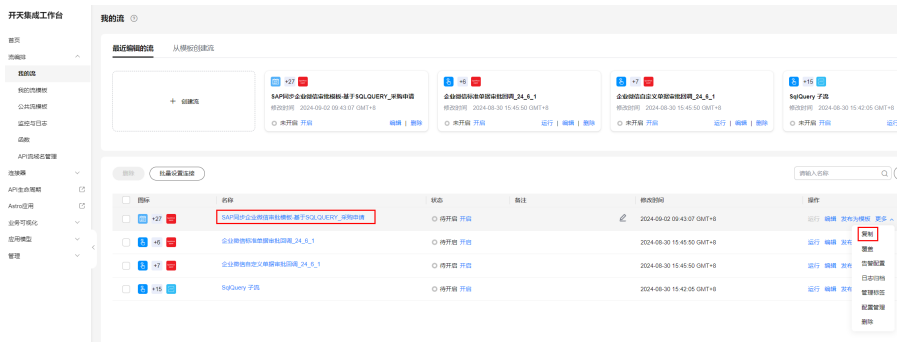 开天集成工作台
首页
流编排
我的流
我的流模板
公共流模板
监控与日志
函数
API流域名管理
连接器
API生命周期
Astro应用
业务可视化
应用模型
管理
我的流
最近编辑的流 从模板创建流
+ 创建流
+27
SAP同步企业微信审批模板-基于SQLQUERY_采购申请
修改时间 2024-09-02 09:43:07 GMT+8
未开启 开启 编辑 | 删除
+6
企业微信标准单据审批回调_24_6_1
修改时间 2024-08-30 15:45:50 GMT+8
未开启 开启 运行 | 编辑 | 删除
+7
企业微信自定义单据审批回调_24_6_1
修改时间 2024-08-30 15:45:50 GMT+8
未开启 开启 运行 | 编辑 | 删除
+15
SqlQuery 子流
修改时间 2024-08-30 15:42:05 GMT+8
未开启 开启 运行
删除 批量设置连接 请输入名称
图标 名称 状态 备注 修改时间 操作
+27 SAP同步企业微信审批模板-基于SQLQUERY_采购申请 待开启 开启 2024-09-02 09:43:07 GMT+8 运行 编辑 发布为模板 更多
+6 企业微信标准单据审批回调_24_6_1 待开启 开启 2024-08-30 15:45:50 GMT+8 运行 编辑 发布
+7 企业微信自定义单据审批回调_24_6_1 待开启 开启 2024-08-30 15:45:50 GMT+8 运行 编辑 发布
+15 SqlQuery 子流 待开启 开启 2024-08-30 15:42:05 GMT+8 运行 编辑 发布
复制
覆盖
告警配置
日志归档
管理标签
配置管理
删除